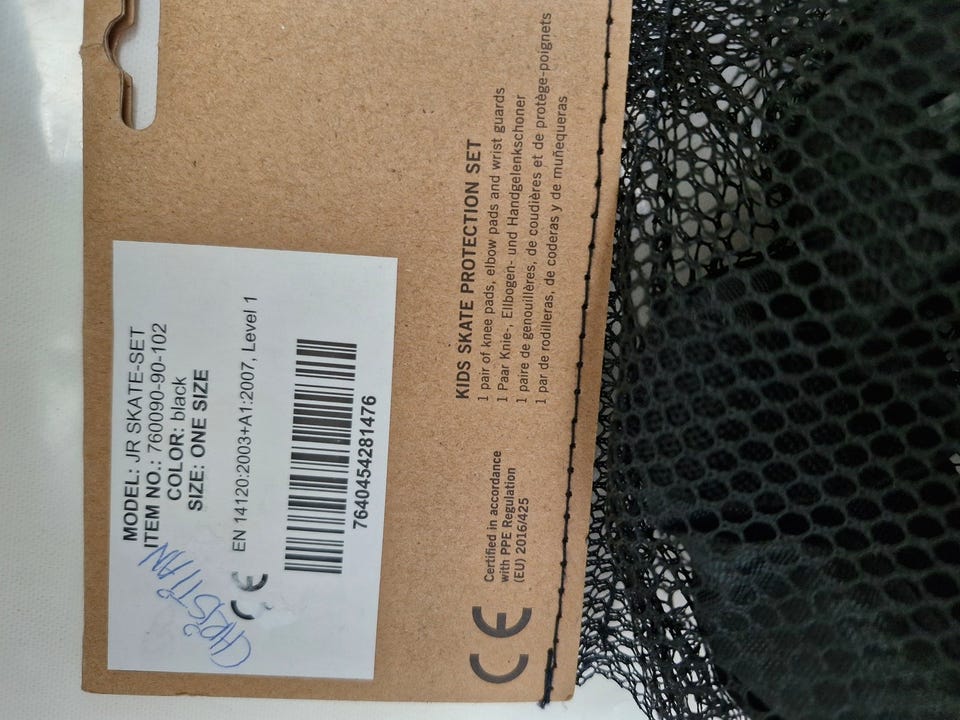 MODEL: JR SKATE-SET
ITEM NO.: 760090-90-102
COLOR: black
SIZE: ONE SIZE
CHRISTIAN
CE
EN 14120:2003+A1:2007, Level 1
7640454281476
CE
Certified in accordance
with PPE Regulation
(EU) 2016/425
KIDS SKATE PROTECTION SET
1 pair of knee pads, elbow pads and wrist guards
1 Paar Knie-, Ellbogen- und Handgelenkschoner
1 paire de genouillères, de coudières et de protège-poignets
1 par de rodilleras, de coderas y de muñequeras